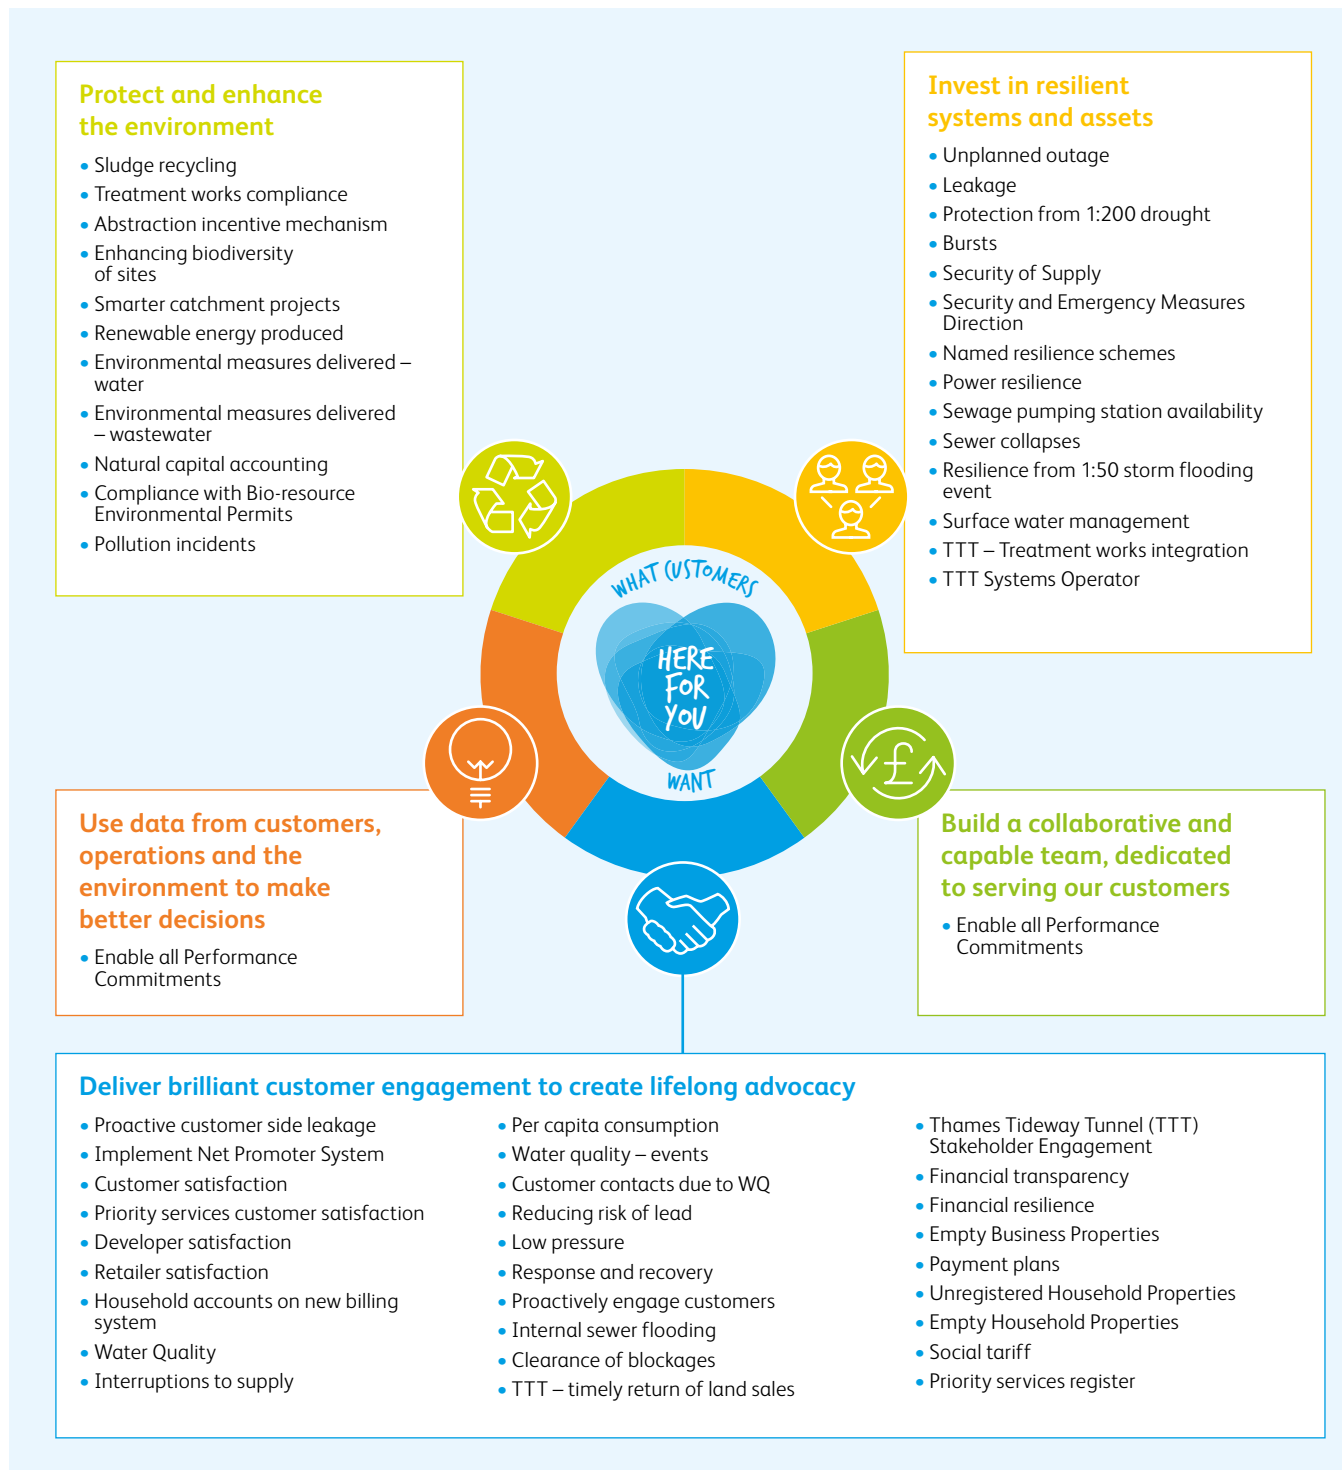 Protect and enhance
the environment
• Sludge recycling
• Treatment works compliance
• Abstraction incentive mechanism
• Enhancing biodiversity
of sites
• Smarter catchment projects
• Renewable energy produced
• Environmental measures delivered –
water
• Environmental measures delivered
– wastewater
• Natural capital accounting
• Compliance with Bio-resource
Environmental Permits
• Pollution incidents
Invest in resilient
systems and assets
• Unplanned outage
• Leakage
• Protection from 1:200 drought
• Bursts
• Security of Supply
• Security and Emergency Measures
Direction
• Named resilience schemes
• Power resilience
• Sewage pumping station availability
• Sewer collapses
• Resilience from 1:50 storm flooding
event
• Surface water management
• TTT – Treatment works integration
• TTT Systems Operator
WHAT CUSTOMERS
HERE
FOR
YOU
WANT
£
Use data from customers,
operations and the
environment to make
better decisions
• Enable all Performance
Commitments
Build a collaborative and
capable team, dedicated
to serving our customers
• Enable all Performance
Commitments
Deliver brilliant customer engagement to create lifelong advocacy
• Proactive customer side leakage
• Implement Net Promoter System
• Customer satisfaction
• Priority services customer satisfaction
• Developer satisfaction
• Retailer satisfaction
• Household accounts on new billing
system
• Water Quality
• Interruptions to supply
• Per capita consumption
• Water quality – events
• Customer contacts due to WQ
• Reducing risk of lead
• Low pressure
• Response and recovery
• Proactively engage customers
• Internal sewer flooding
• Clearance of blockages
• TTT – timely return of land sales
• Thames Tideway Tunnel (TTT)
Stakeholder Engagement
• Financial transparency
• Financial resilience
• Empty Business Properties
• Payment plans
• Unregistered Household Properties
• Empty Household Properties
• Social tariff
• Priority services register